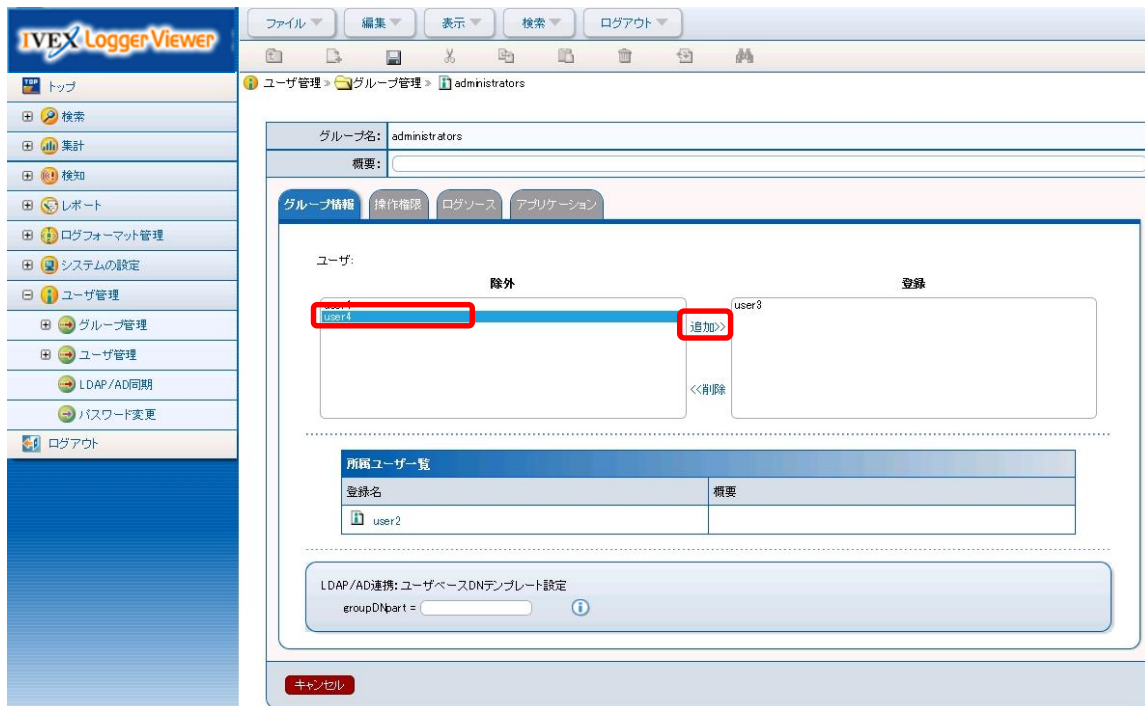 IVEX Logger Viewer
ファイル 編集 表示 検索 ログアウト
TOP トップ
検索
集計
検知
レポート
ログフォーマット管理
システムの設定
ユーザ管理
グループ管理
ユーザ管理
LDAP/AD同期
パスワード変更
ログアウト
ユーザ管理 » グループ管理 » administrators
グループ名: administrators
概要:
グループ情報 操作権限 ログソース アプリケーション
ユーザ:
除外 登録
user4
追加>>
user3
<<削除
所属ユーザ一覧
登録名 概要
user2
LDAP/AD連携: ユーザベースDNテンプレート設定
groupDNpart =
キャンセル